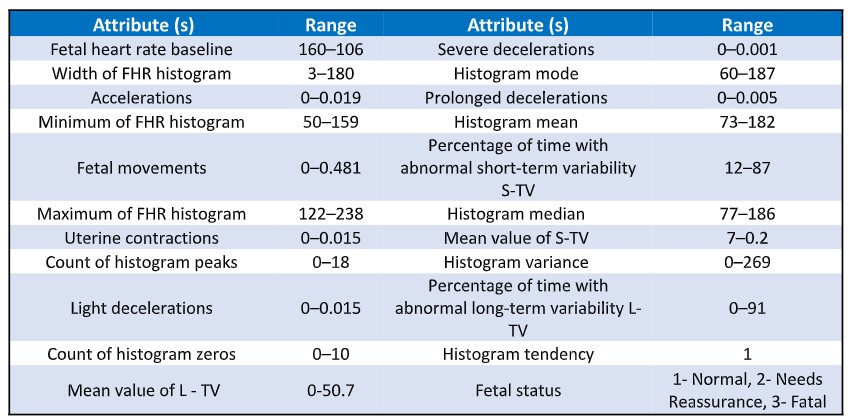 Attribute (s) Range Attribute (s) Range
Fetal heart rate baseline 160–106 Severe decelerations 0–0.001
Width of FHR histogram 3–180 Histogram mode 60–187
Accelerations 0–0.019 Prolonged decelerations 0–0.005
Minimum of FHR histogram 50–159 Histogram mean 73–182
Fetal movements 0–0.481 Percentage of time with
abnormal short-term variability
S-TV 12–87
Maximum of FHR histogram 122–238 Histogram median 77–186
Uterine contractions 0–0.015 Mean value of S-TV 7–0.2
Count of histogram peaks 0–18 Histogram variance 0–269
Light decelerations 0–0.015 Percentage of time with
abnormal long-term variability L-
TV 0–91
Count of histogram zeros 0–10 Histogram tendency 1
Mean value of L - TV 0-50.7 Fetal status 1- Normal, 2- Needs
Reassurance, 3- Fatal